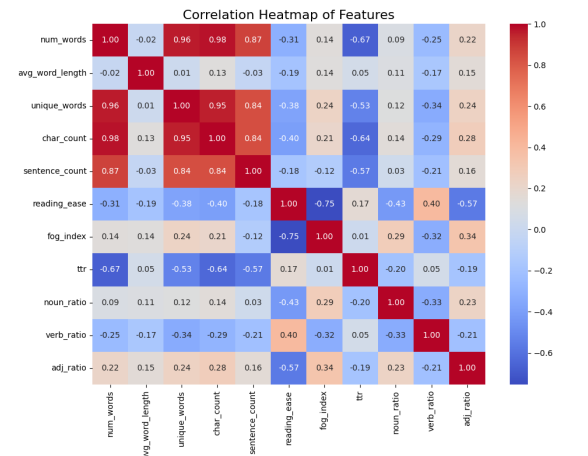 Correlation Heatmap of Features
num_words 1.00 -0.02 0.96 0.98 0.87 -0.31 0.14 -0.67 0.09 -0.25 0.22
avg_word_length -0.02 1.00 0.01 0.13 -0.03 -0.19 0.14 0.05 0.11 -0.17 0.15
unique_words 0.96 0.01 1.00 0.95 0.84 -0.38 0.24 -0.53 0.12 -0.34 0.24
char_count 0.98 0.13 0.95 1.00 0.84 -0.40 0.21 -0.64 0.14 -0.29 0.28
sentence_count 0.87 -0.03 0.84 0.84 1.00 -0.18 -0.12 -0.57 0.03 -0.21 0.16
reading_ease -0.31 -0.19 -0.38 -0.40 -0.18 1.00 -0.75 0.17 -0.43 0.40 -0.57
fog_index 0.14 0.14 0.24 0.21 -0.12 -0.75 1.00 0.01 0.29 -0.32 0.34
ttr -0.67 0.05 -0.53 -0.64 -0.57 0.17 0.01 1.00 -0.20 0.05 -0.19
noun_ratio 0.09 0.11 0.12 0.14 0.03 -0.43 0.29 -0.20 1.00 -0.33 0.23
verb_ratio -0.25 -0.17 -0.34 -0.29 -0.21 0.40 -0.32 0.05 -0.33 1.00 -0.21
adj_ratio 0.22 0.15 0.24 0.28 0.16 -0.57 0.34 -0.19 0.23 -0.21 1.00
num_words
vg_word_length
unique_words
char_count
sentence_count
reading_ease
fog_index
ttr
noun_ratio
verb_ratio
adj_ratio
1.0
0.8
0.6
0.4
0.2
0.0
-0.2
-0.4
-0.6